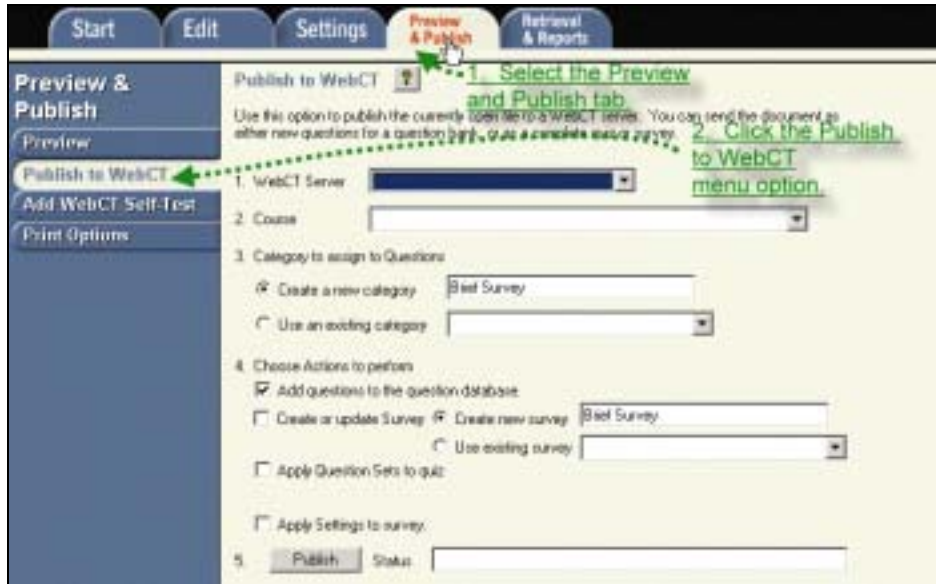 Start
Edit
Settings
Preview
& Publish
Retrieval
& Reports
Preview &
Publish
Preview
Publish to WebCT
Add WebCT Self-Test
Print Options
Publish to WebCT ?
1. Select the Preview
and Publish tab.
Use this option to publish the currently open file to a WebCT server. You can send the document as
either new questions for a question bank, or as a complete quiz or survey.
2. Click the Publish
to WebCT
menu option.
1. WebCT Server
2. Course
3. Category to assign to Questions
Create a new category Brief Survey
Use an existing category
4. Choose Actions to perform
Add questions to the question database
Create or update Survey Create new survey Brief Survey
Use existing survey
Apply Question Sets to quiz
Apply Settings to survey.
5. Publish Status